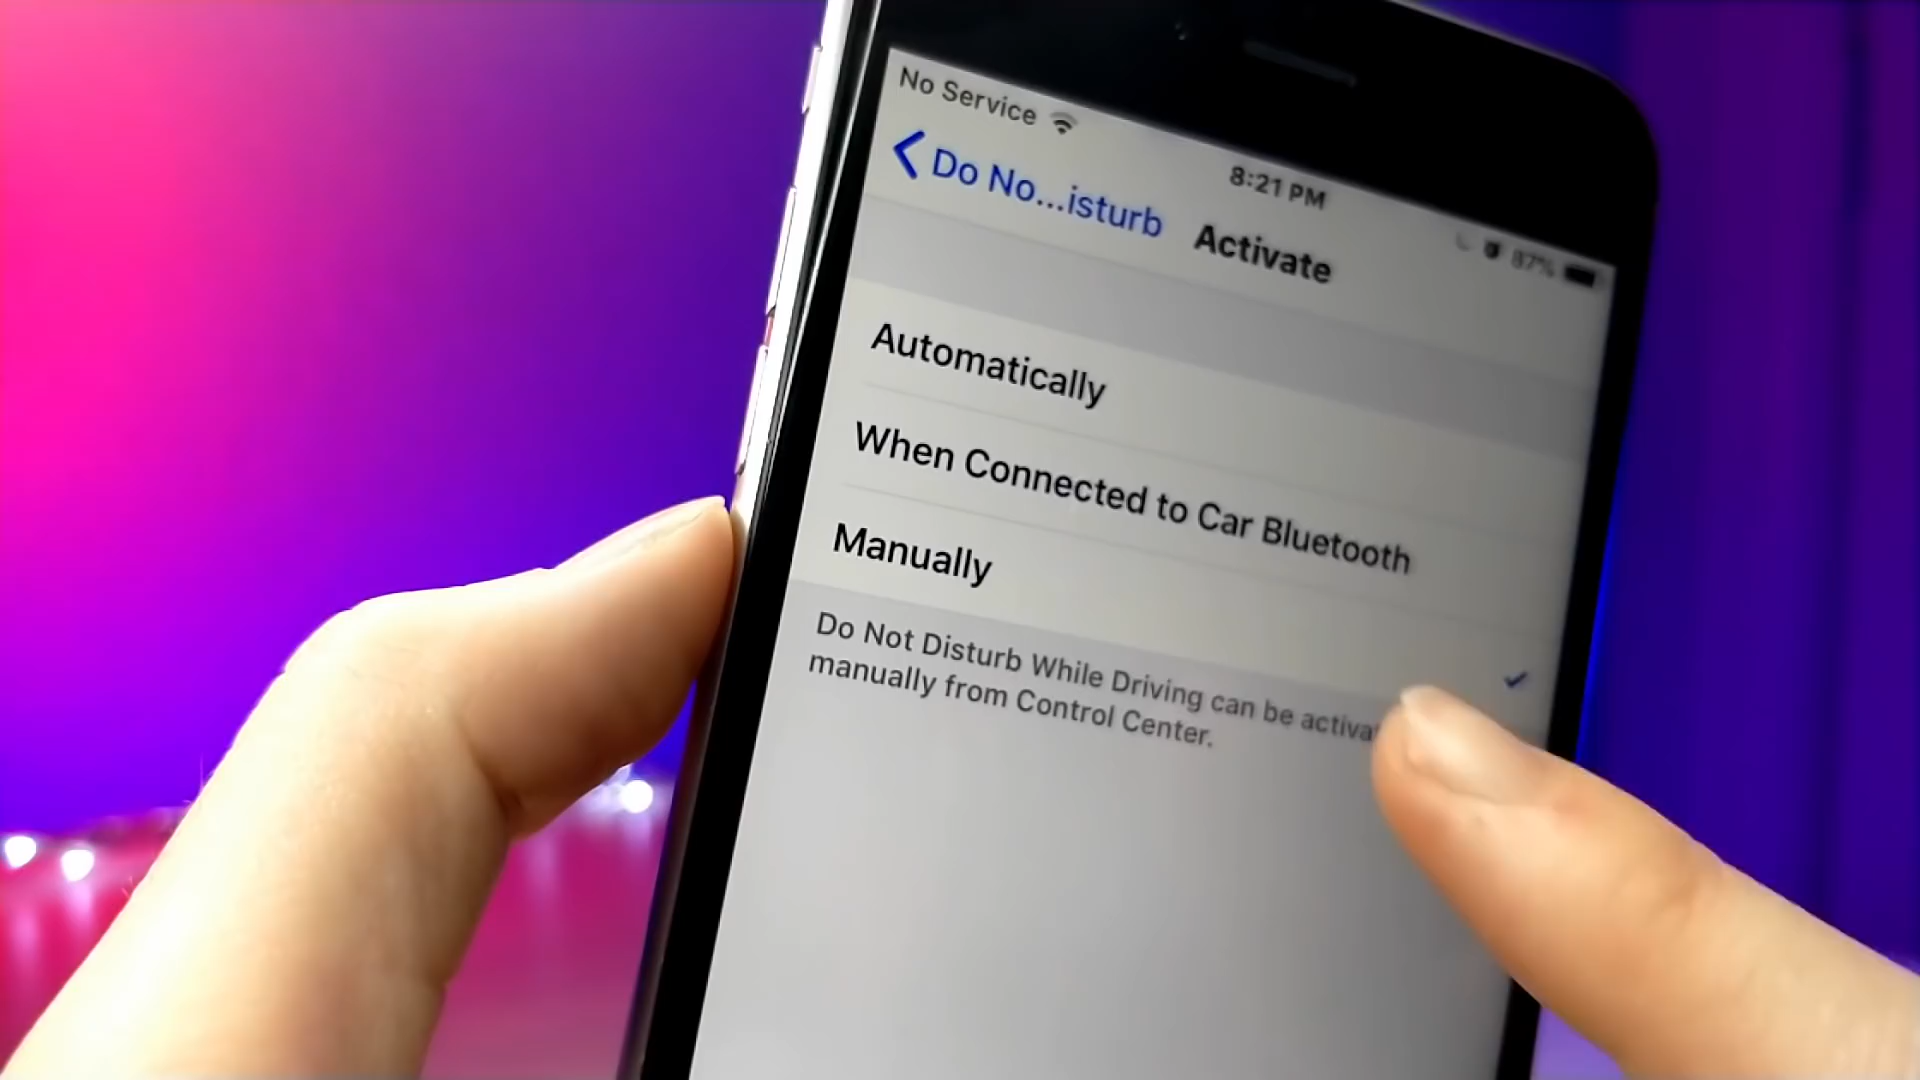 No Service
8:21 PM
87%
Do No...isturb
Activate
Automatically
When Connected to Car Bluetooth
Manually
Do Not Disturb While Driving can be activa
manually from Control Center.